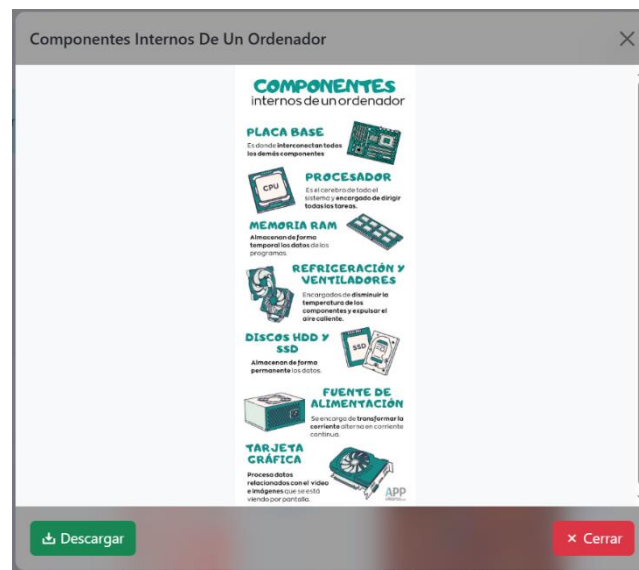 Componentes Internos De Un Ordenador
COMPONENTES
internos de un ordenador
PLACA BASE
Es donde interconectan todos
los demás componentes
CPU
PROCESADOR
Es el cerebro de todo el
sistema y encargado de dirigir
todas las tareas.
MEMORIA RAM
Almacenan de forma
temporal los datos de los
programas.
REFRIGERACIÓN Y
VENTILADORES
Encargados de disminuir la
temperatura de los
componentes y expulsar el
aire caliente.
DISCOS HDD Y
SSD
SSD
Almacenan de forma
permanente los datos.
FUENTE DE
ALIMENTACIÓN
Se encarga de transformar la
corriente alterna en corriente
continua.
TARJETA
GRÁFICA
Procesa datos
relacionados con el video
e imágenes que se está
viendo por pantalla.
APP
Descargar
× Cerrar